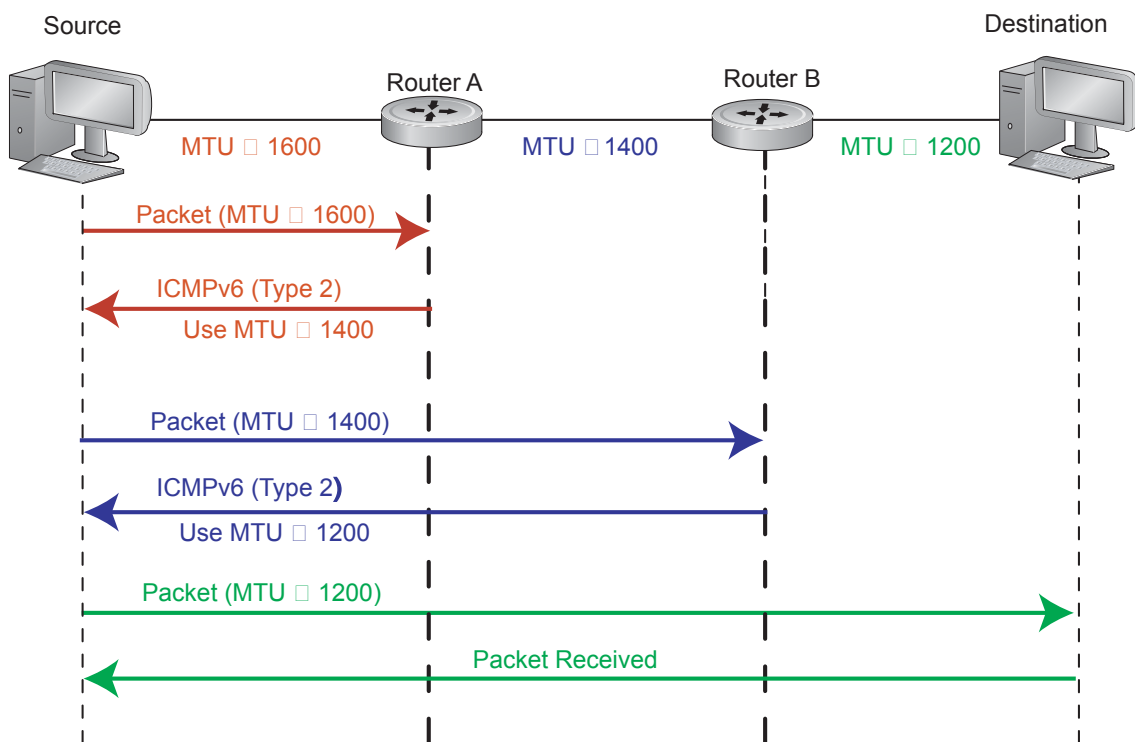 Source
Destination
Router A
Router B
MTU □ 1600
MTU □ 1400
MTU □ 1200
Packet (MTU □ 1600)
ICMPv6 (Type 2)
Use MTU □ 1400
Packet (MTU □ 1400)
ICMPv6 (Type 2)
Use MTU □ 1200
Packet (MTU □ 1200)
Packet Received